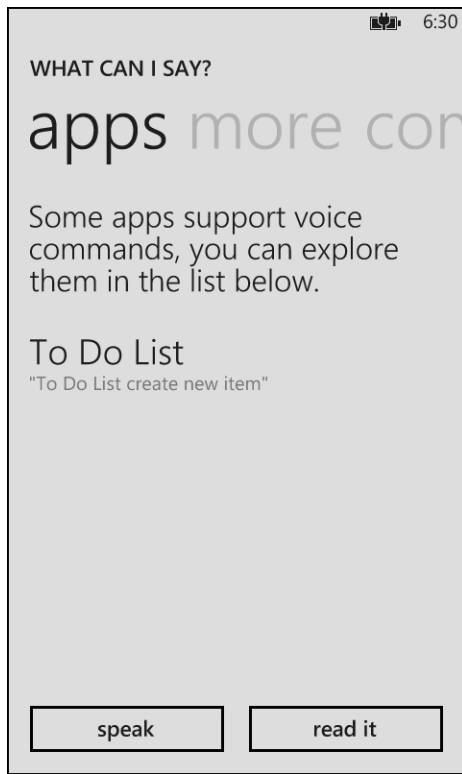 6:30
WHAT CAN I SAY?
apps more con
Some apps support voice
commands, you can explore
them in the list below.
To Do List
"To Do List create new item"
speak read it